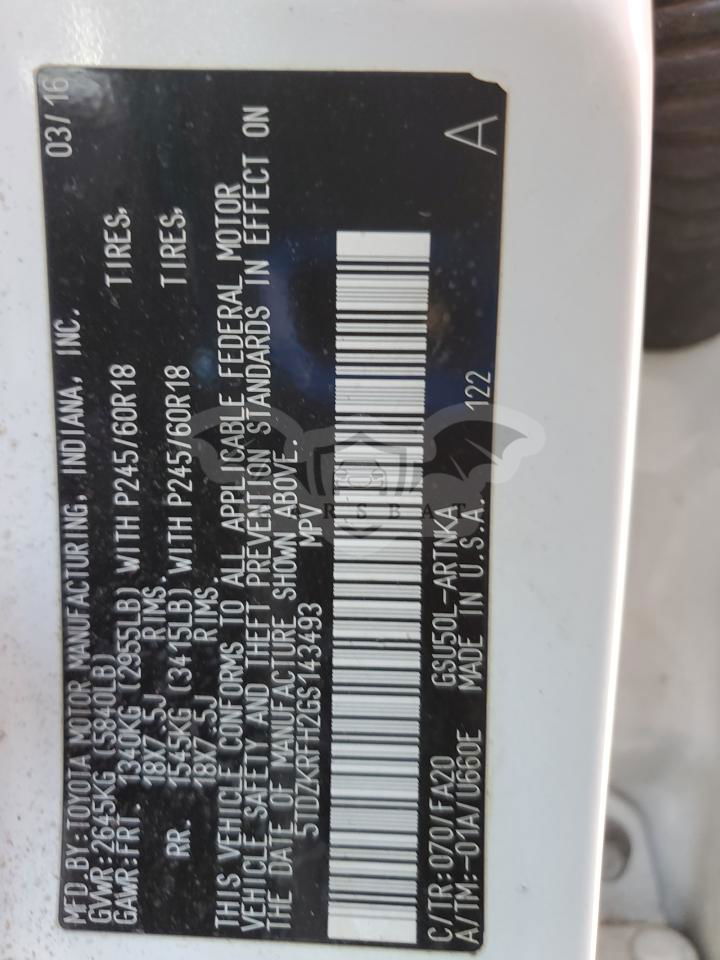 MFD.BY:TOYOTA MOTOR MANUFACTURING, INDIANA, INC. 03/16
GVWR:2645KG (5840LB)
GAWR:FRT. 1340KG (2955LB) WITH P245/60R18 TIRES,
18X7.5J RIMS.
RR. 1545KG (3415LB) WITH P245/60R18 TIRES,
18X7.5J RIMS.
THIS VEHICLE CONFORMS TO ALL APPLICABLE FEDERAL MOTOR
VEHICLE SAFETY AND THEFT PREVENTION STANDARDS IN EFFECT ON
THE DATE OF MANUFACTURE SHOWN ABOVE.
5TDZKRFH2GS143493 MPV
C/TR:070/FA20 GSU50L-ARTNKA
A/TM:-01A/U660E MADE IN U.S.A. 122 A
CARSBAT